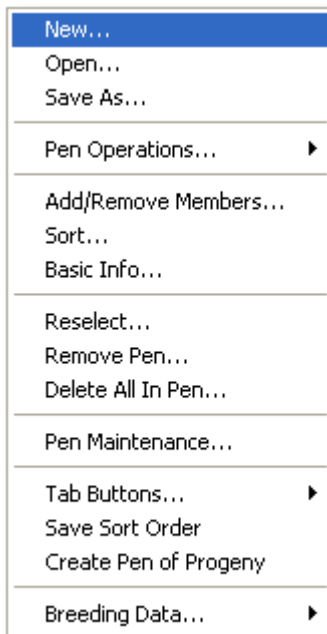 New...
Open...
Save As...
Pen Operations...
Add/Remove Members...
Sort...
Basic Info...
Reselect...
Remove Pen...
Delete All In Pen...
Pen Maintenance...
Tab Buttons...
Save Sort Order
Create Pen of Progeny
Breeding Data...